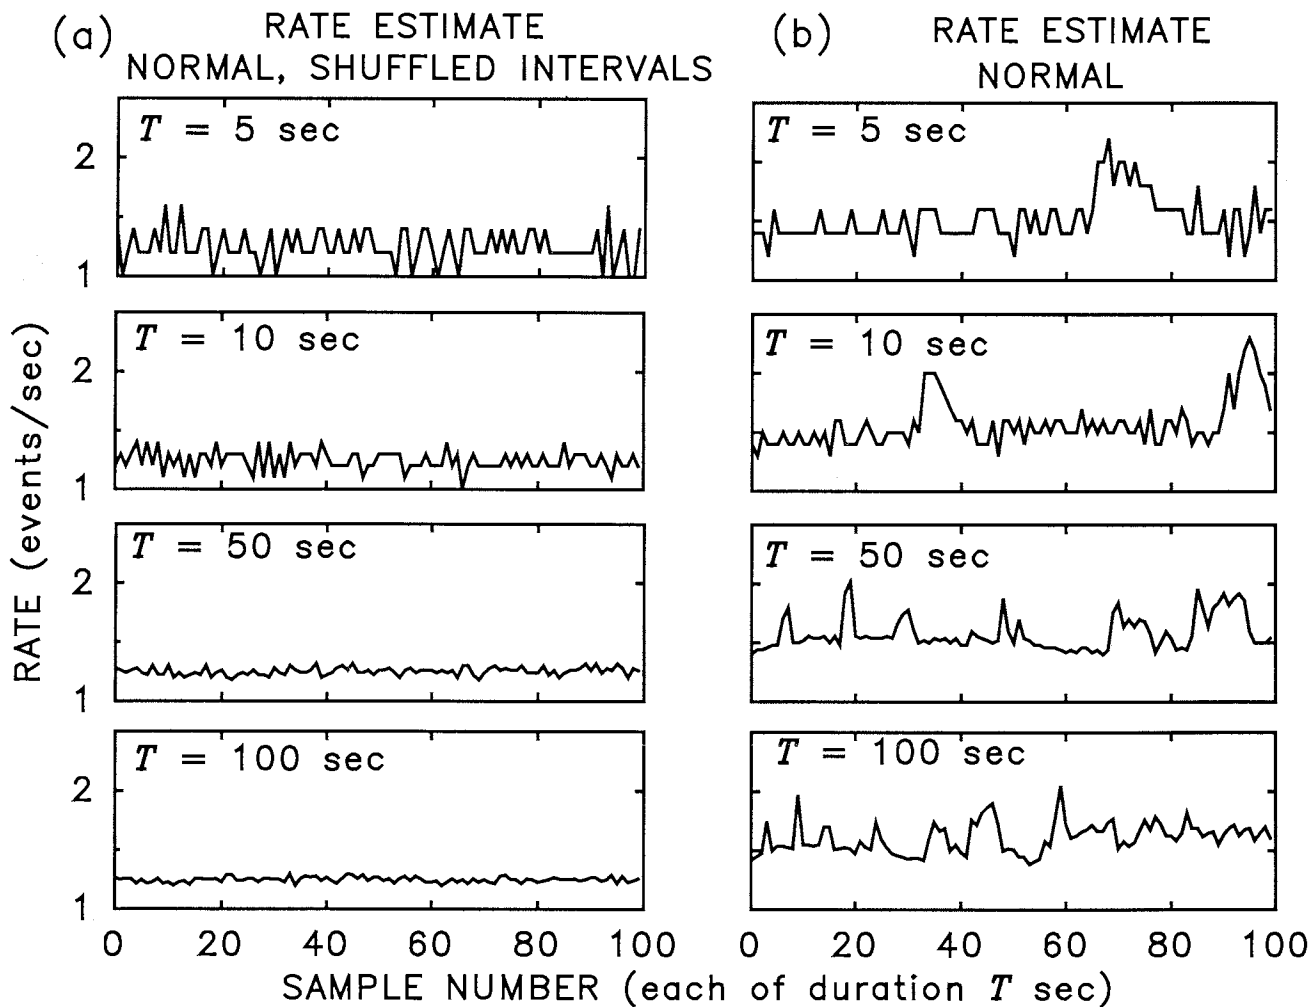 (a) RATE ESTIMATE
NORMAL, SHUFFLED INTERVALS
(b) RATE ESTIMATE
NORMAL
RATE (events/sec)
T = 5 sec
2
1
T = 10 sec
2
1
T = 50 sec
2
1
T = 100 sec
2
1
0 20 40 60 80 100
T = 5 sec
T = 10 sec
T = 50 sec
T = 100 sec
0 20 40 60 80 100
SAMPLE NUMBER (each of duration T sec)